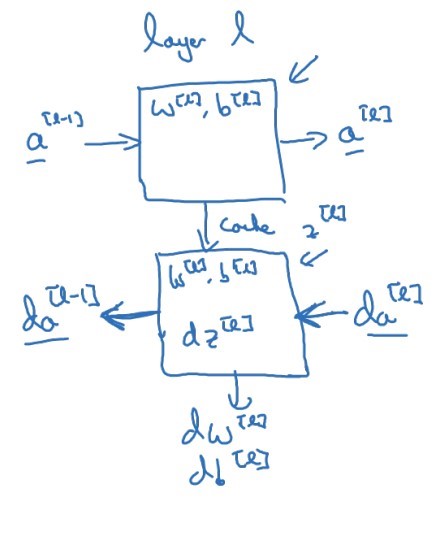 layer l
a^[l-1]
w^[l], b^[l]
a^[l]
cache z^[l]
w^[l], b^[l]
da^[l-1]
dz^[l]
da^[l]
dw^[l]
db^[l]